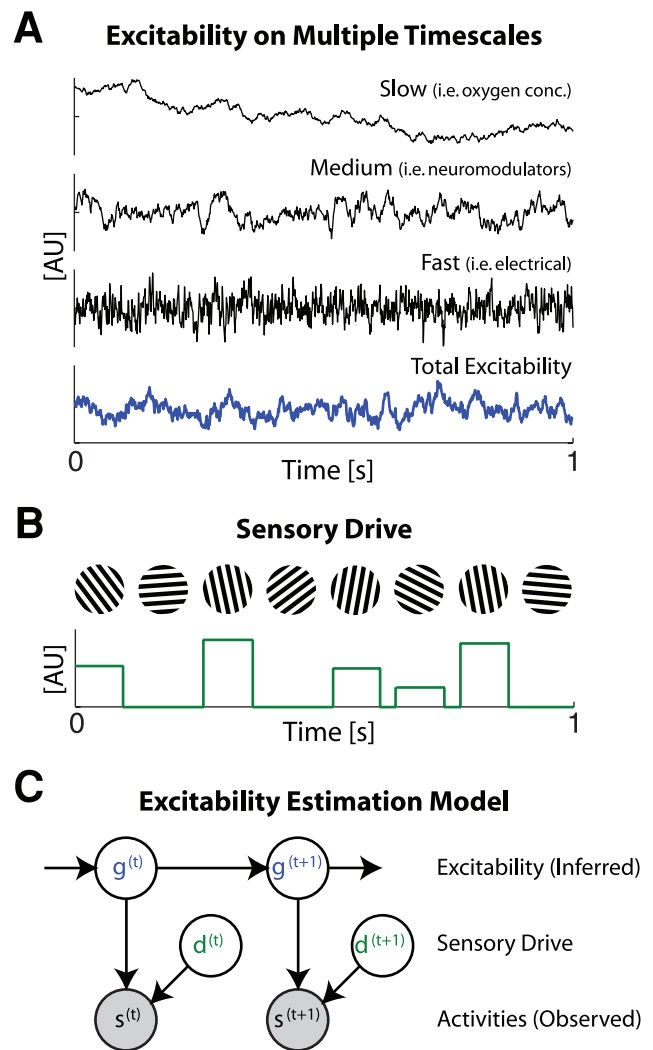 A
Excitability on Multiple Timescales
Slow (i.e. oxygen conc.)
Medium (i.e. neuromodulators)
[AU]
Fast (i.e. electrical)
Total Excitability
0
1
Time [s]
B
Sensory Drive
[AU]
0
1
Time [s]
C
Excitability Estimation Model
g(t)
g(t+1)
Excitability (Inferred)
d(t)
d(t+1)
Sensory Drive
s(t)
s(t+1)
Activities (Observed)